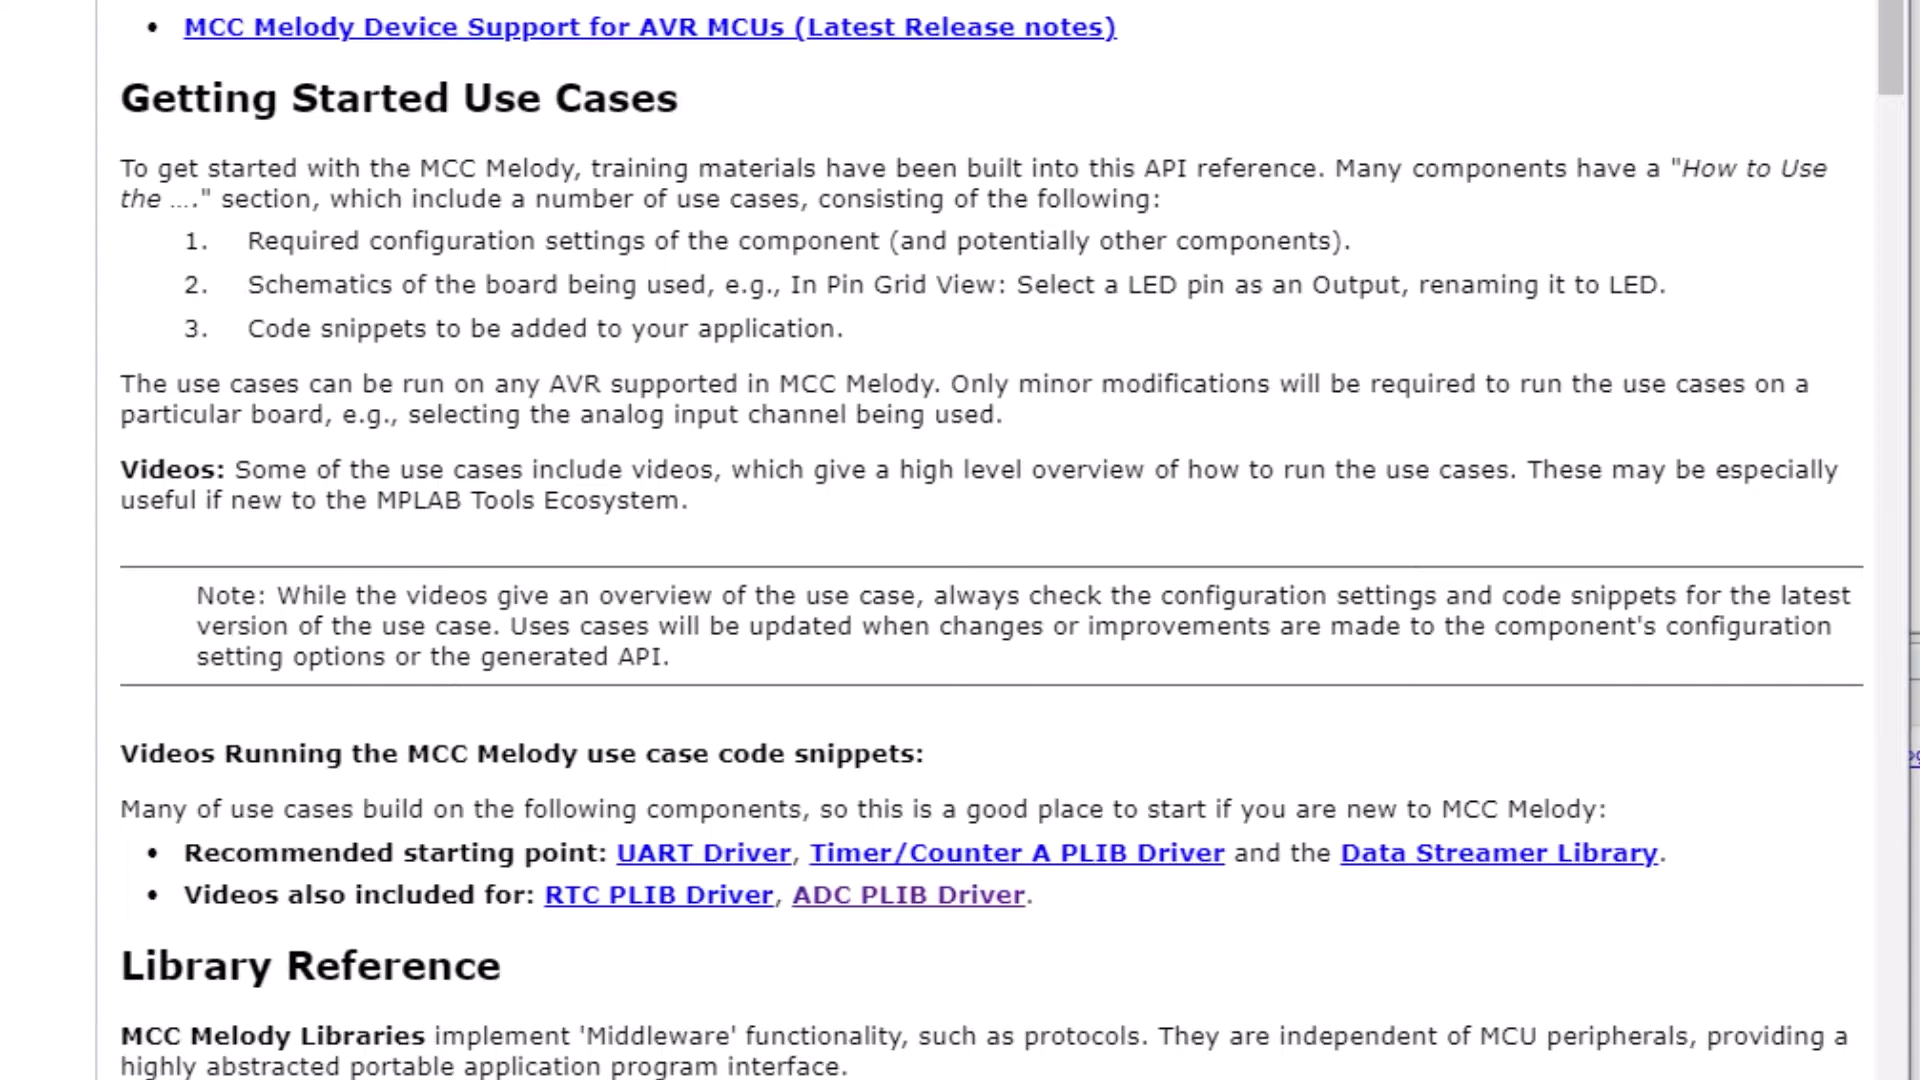 • MCC Melody Device Support for AVR MCUs (Latest Release notes)
Getting Started Use Cases
To get started with the MCC Melody, training materials have been built into this API reference. Many components have a "How to Use
the ...." section, which include a number of use cases, consisting of the following:
1. Required configuration settings of the component (and potentially other components).
2. Schematics of the board being used, e.g., In Pin Grid View: Select a LED pin as an Output, renaming it to LED.
3. Code snippets to be added to your application.
The use cases can be run on any AVR supported in MCC Melody. Only minor modifications will be required to run the use cases on a
particular board, e.g., selecting the analog input channel being used.
Videos: Some of the use cases include videos, which give a high level overview of how to run the use cases. These may be especially
useful if new to the MPLAB Tools Ecosystem.
Note: While the videos give an overview of the use case, always check the configuration settings and code snippets for the latest
version of the use case. Uses cases will be updated when changes or improvements are made to the component's configuration
setting options or the generated API.
Videos Running the MCC Melody use case code snippets:
Many of use cases build on the following components, so this is a good place to start if you are new to MCC Melody:
• Recommended starting point: UART Driver, Timer/Counter A PLIB Driver and the Data Streamer Library.
• Videos also included for: RTC PLIB Driver, ADC PLIB Driver.
Library Reference
MCC Melody Libraries implement 'Middleware' functionality, such as protocols. They are independent of MCU peripherals, providing a
highly abstracted portable application program interface.